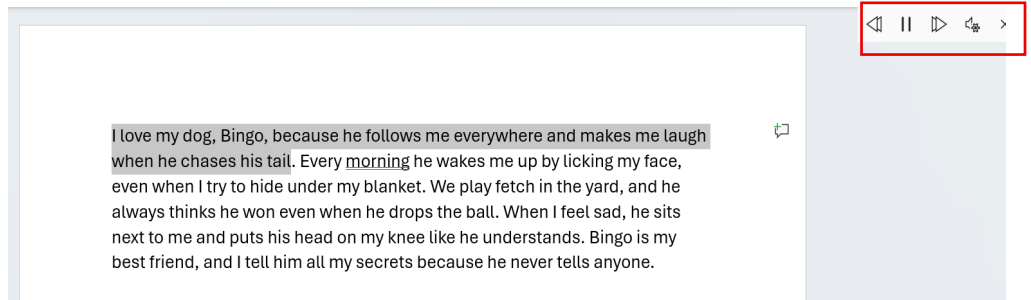 I love my dog, Bingo, because he follows me everywhere and makes me laugh
when he chases his tail. Every morning he wakes me up by licking my face,
even when I try to hide under my blanket. We play fetch in the yard, and he
always thinks he won even when he drops the ball. When I feel sad, he sits
next to me and puts his head on my knee like he understands. Bingo is my
best friend, and I tell him all my secrets because he never tells anyone.